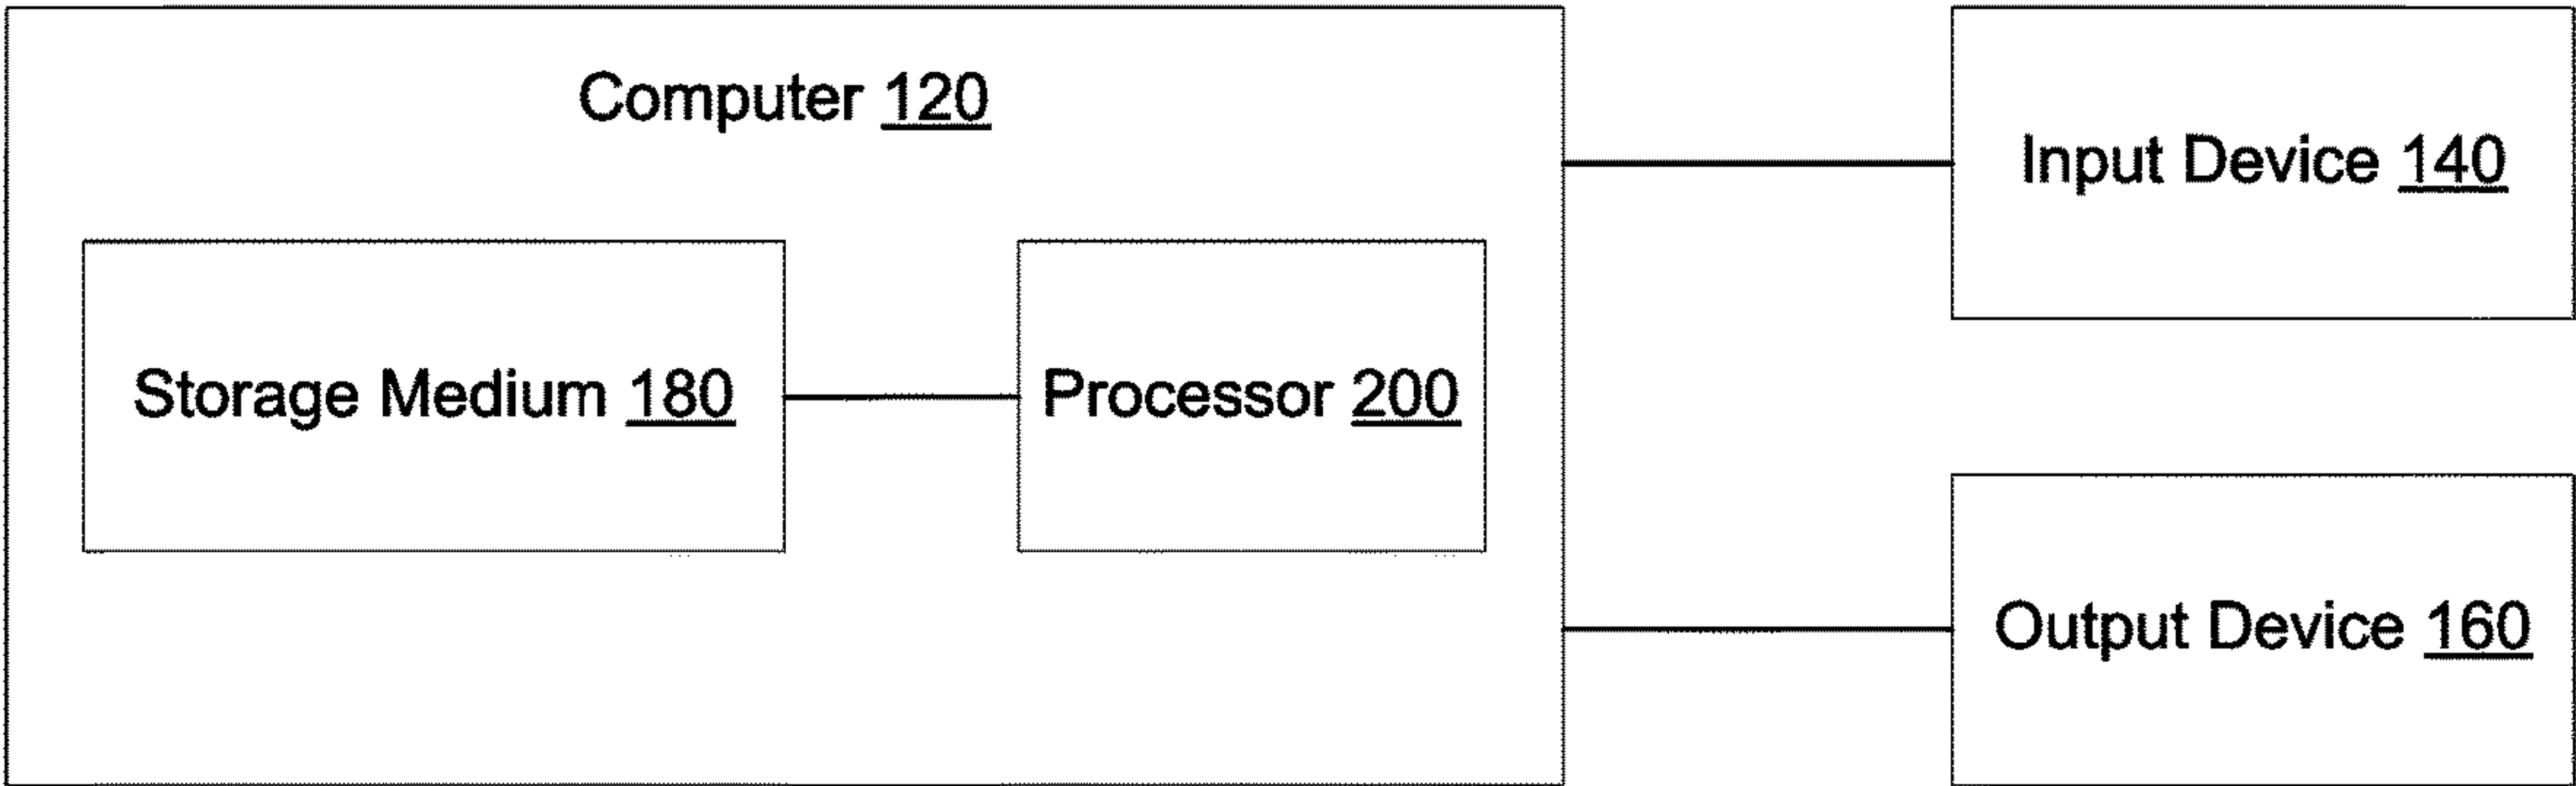 Computer 120
Input Device 140
Storage Medium 180
Processor 200
Output Device 160